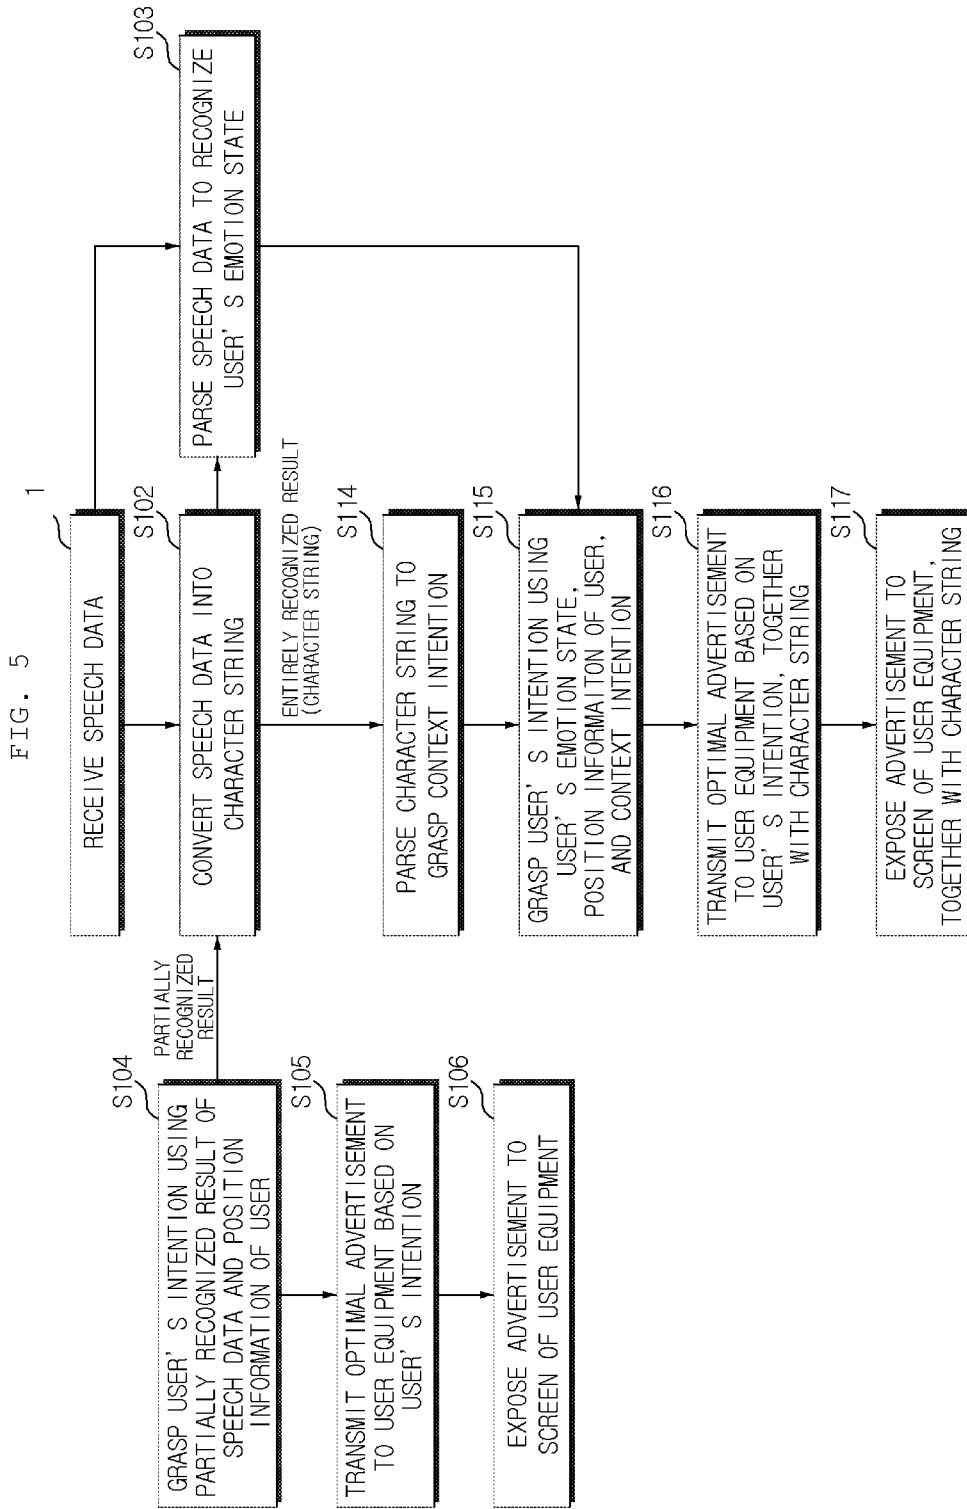 FIG. 5
1
RECEIVE SPEECH DATA
S102
CONVERT SPEECH DATA INTO
CHARACTER STRING
S103
PARSE SPEECH DATA TO RECOGNIZE
USER'S EMOTION STATE
PARTIALLY
RECOGNIZED
RESULT
S104
GRASP USER'S INTENTION USING
PARTIALLY RECOGNIZED RESULT OF
SPEECH DATA AND POSITION
INFORMATION OF USER
S105
TRANSMIT OPTIMAL ADVERTISEMENT
TO USER EQUIPMENT BASED ON
USER'S INTENTION
S106
EXPOSE ADVERTISEMENT TO
SCREEN OF USER EQUIPMENT
ENTIRELY RECOGNIZED RESULT
(CHARACTER STRING)
S114
PARSE CHARACTER STRING TO
GRASP CONTEXT INTENTION
S115
GRASP USER'S INTENTION USING
USER'S EMOTION STATE,
POSITION INFORMAITON OF USER,
AND CONTEXT INTENTION
S116
TRANSMIT OPTIMAL ADVERTISEMENT
TO USER EQUIPMENT BASED ON
USER'S INTENTION, TOGETHER
WITH CHARACTER STRING
S117
EXPOSE ADVERTISEMENT TO
SCREEN OF USER EQUIPMENT,
TOGETHER WITH CHARACTER STRING